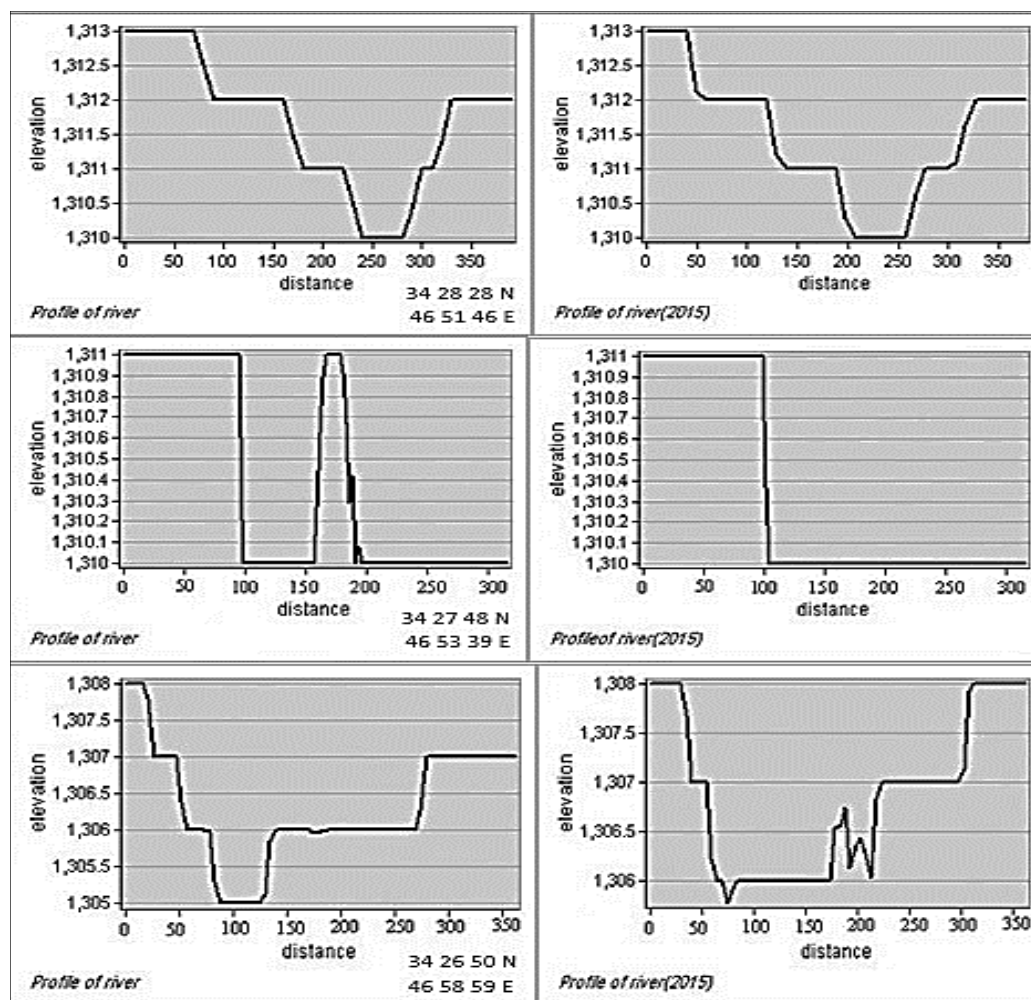 1,313
1,312.5
1,312
1,311.5
1,311
1,310.5
1,310
elevation
0 50 100 150 200 250 300 350
distance
34 28 28 N
Profile of river
46 51 46 E
1,313
1,312.5
1,312
1,311.5
1,311
1,310.5
1,310
elevation
0 50 100 150 200 250 300 350
distance
Profile of river(2015)
1,311
1,310.9
1,310.8
1,310.7
1,310.6
1,310.5
1,310.4
1,310.3
1,310.2
1,310.1
1,310
elevation
0 50 100 150 200 250 300
distance
34 27 48 N
Profile of river
46 53 39 E
1,311
1,310.9
1,310.8
1,310.7
1,310.6
1,310.5
1,310.4
1,310.3
1,310.2
1,310.1
1,310
elevation
0 50 100 150 200 250 300
distance
Profileof river(2015)
1,308
1,307.5
1,307
1,306.5
1,306
1,305.5
1,305
elevation
0 50 100 150 200 250 300 350
distance
34 26 50 N
Profile of river
46 58 59 E
1,308
1,307.5
1,307
1,306.5
1,306
elevation
0 50 100 150 200 250 300 350
distance
Profile of river(2015)